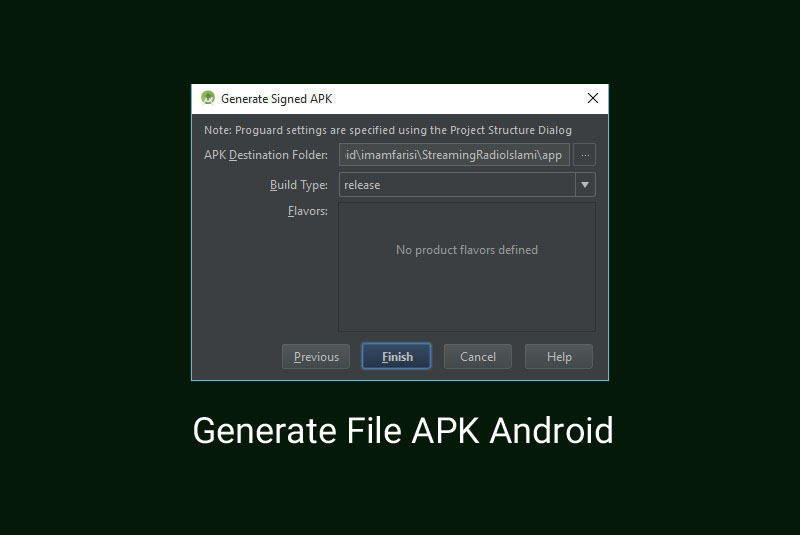 Generate Signed APK
Note: Proguard settings are specified using the Project Structure Dialog
APK Destination Folder: id\imamfarisi\StreamingRadioIslami\app ...
Build Type: release
Flavors:
No product flavors defined
Previous Finish Cancel Help
Generate File APK Android